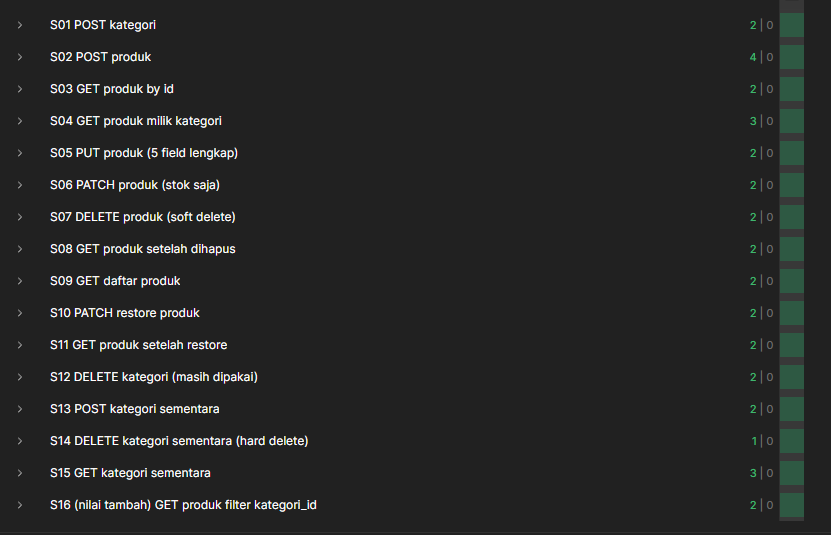 S01 POST kategori 2 | 0
S02 POST produk 4 | 0
S03 GET produk by id 2 | 0
S04 GET produk milik kategori 3 | 0
S05 PUT produk (5 field lengkap) 2 | 0
S06 PATCH produk (stok saja) 2 | 0
S07 DELETE produk (soft delete) 2 | 0
S08 GET produk setelah dihapus 2 | 0
S09 GET daftar produk 2 | 0
S10 PATCH restore produk 2 | 0
S11 GET produk setelah restore 2 | 0
S12 DELETE kategori (masih dipakai) 2 | 0
S13 POST kategori sementara 2 | 0
S14 DELETE kategori sementara (hard delete) 1 | 0
S15 GET kategori sementara 3 | 0
S16 (nilai tambah) GET produk filter kategori_id 2 | 0